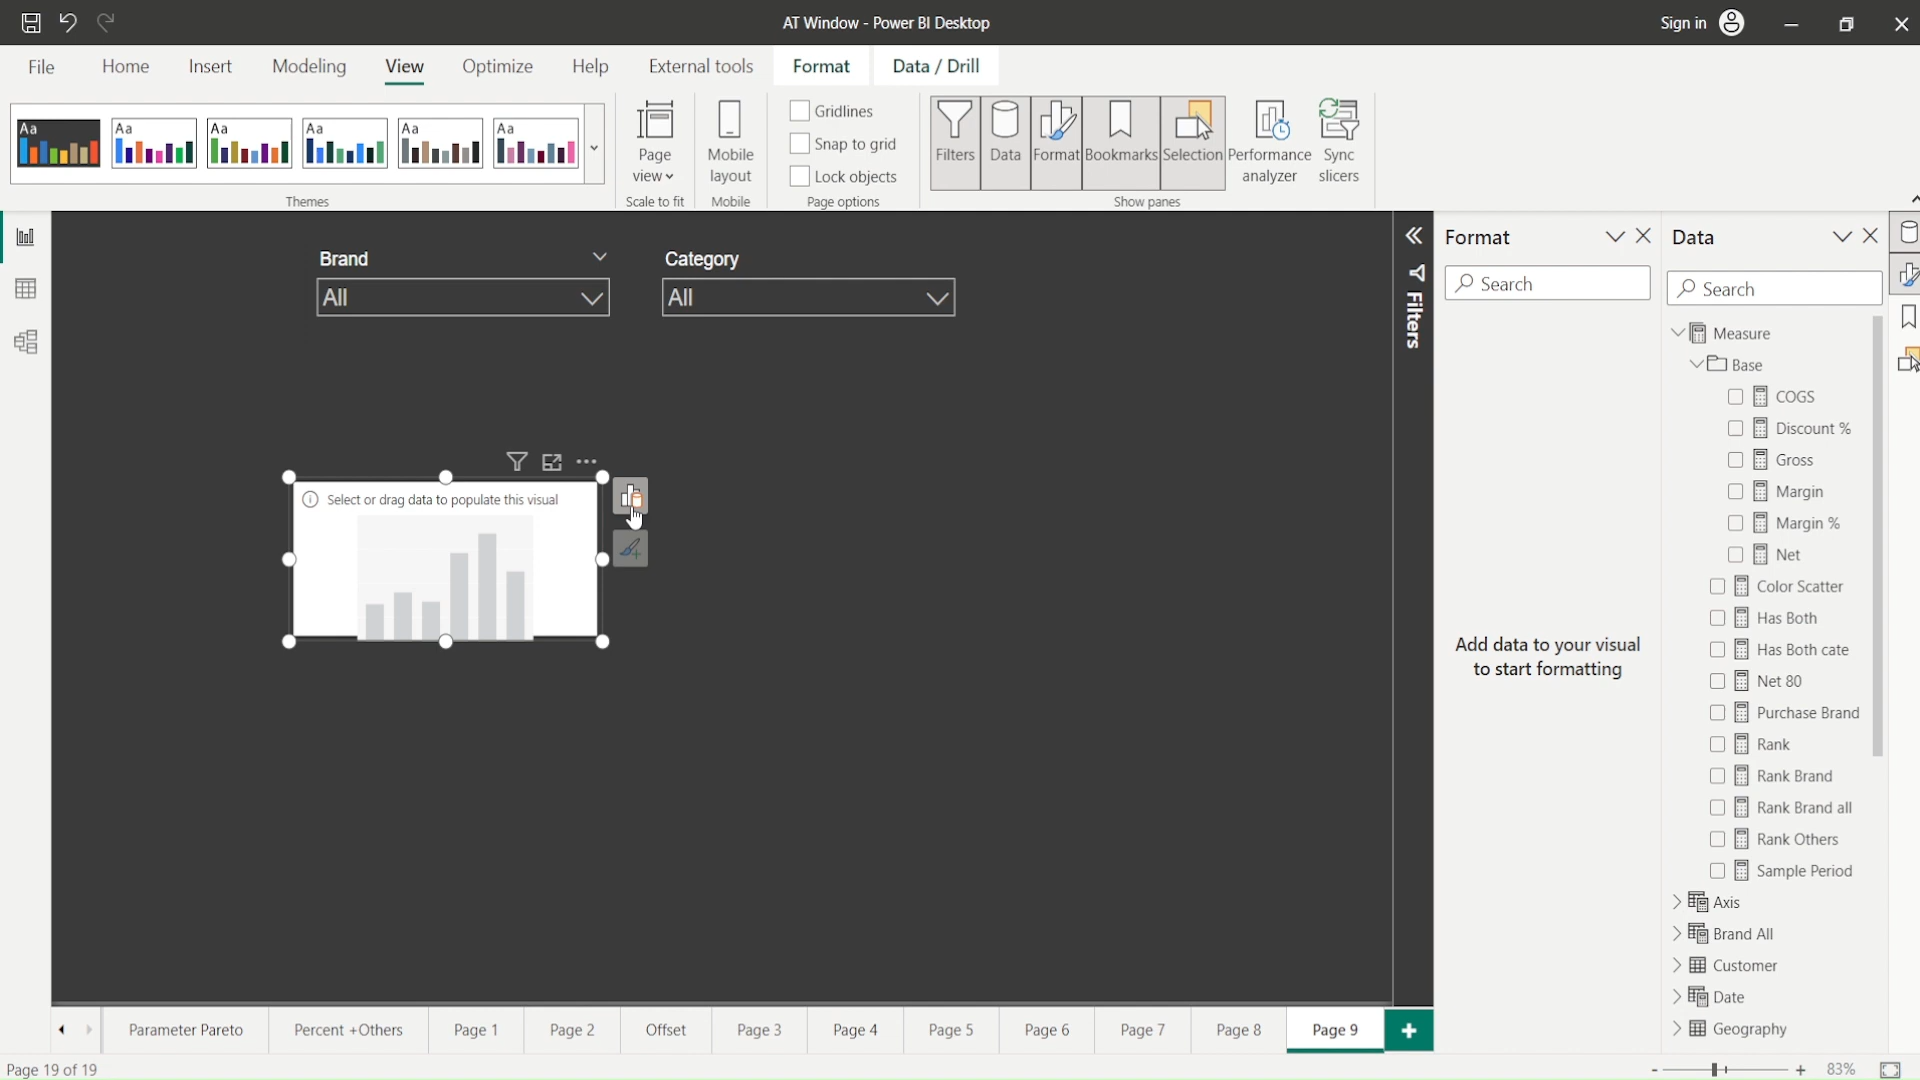 AT Window - Power BI Desktop
Sign in
File
Home
Insert
Modeling
View
Optimize
Help
External tools
Format
Data / Drill
Aa
Aa
Aa
Aa
Aa
Aa
Themes
Page view
Scale to fit
Mobile layout
Mobile
Gridlines
Snap to grid
Lock objects
Page options
Filters
Data
Format
Bookmarks
Selection
Performance analyzer
Sync slicers
Show panes
Brand
All
Category
All
Select or drag data to populate this visual
Filters
Format
Search
Add data to your visual
to start formatting
Data
Search
Measure
Base
COGS
Discount %
Gross
Margin
Margin %
Net
Color Scatter
Has Both
Has Both cate
Net 80
Purchase Brand
Rank
Rank Brand
Rank Brand all
Rank Others
Sample Period
Axis
Brand All
Customer
Date
Geography
Parameter Pareto
Percent +Others
Page 1
Page 2
Offset
Page 3
Page 4
Page 5
Page 6
Page 7
Page 8
Page 9
Page 19 of 19
- + 83%